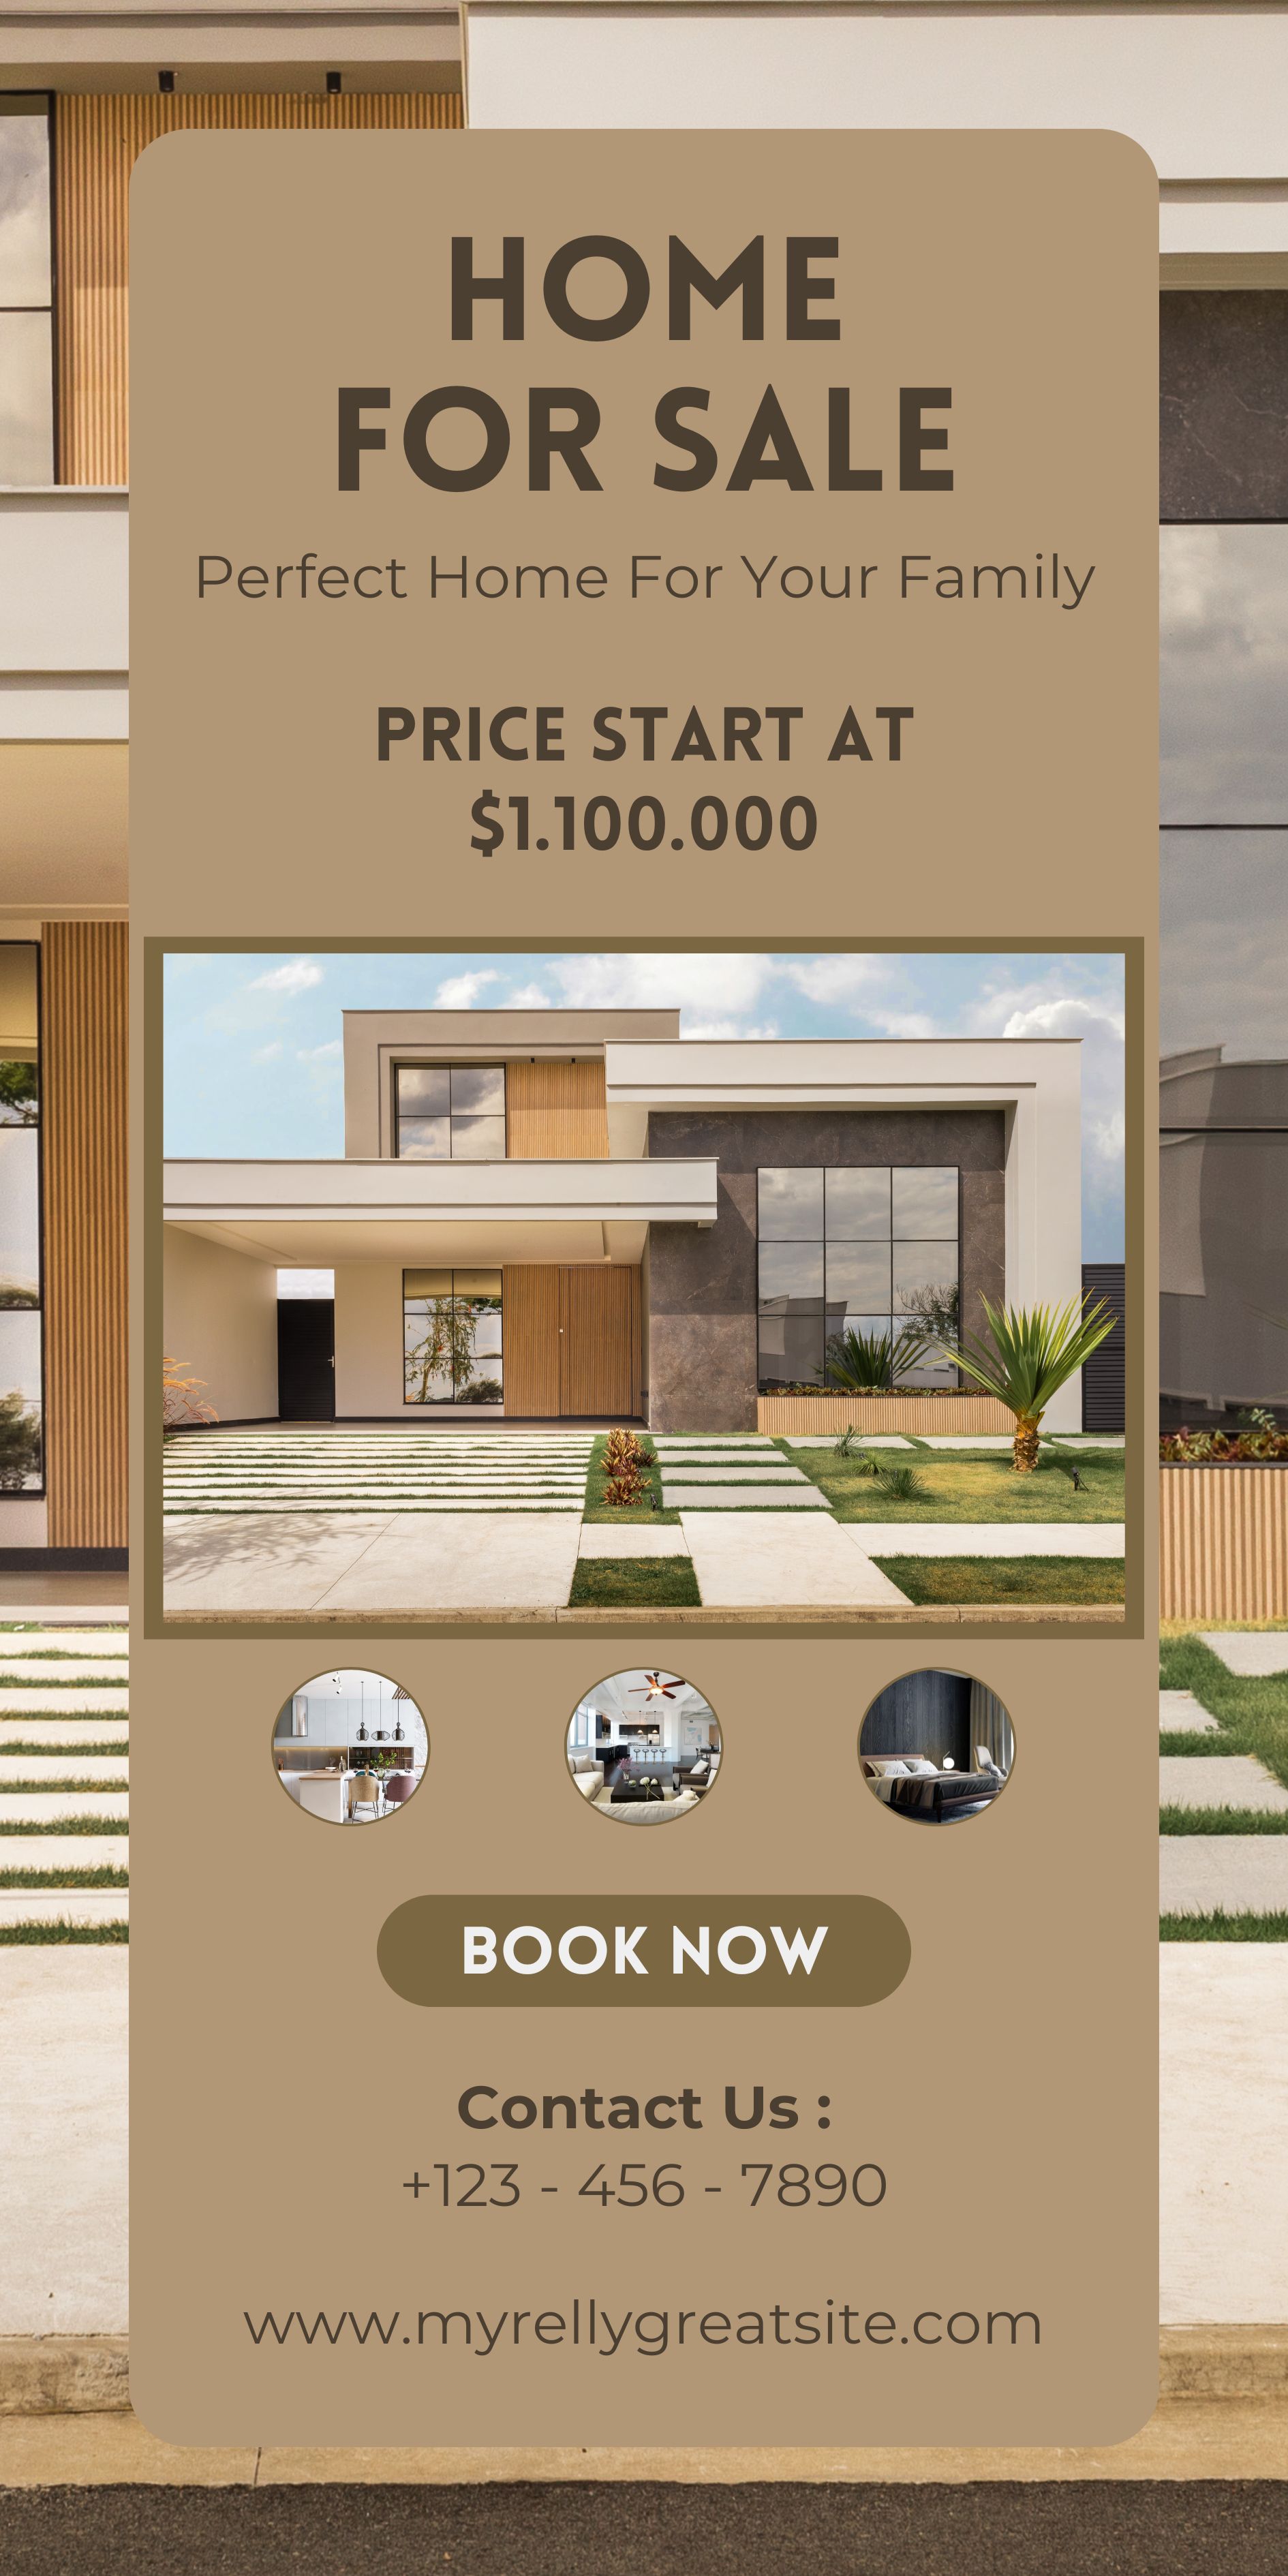 HOME
FOR SALE
Perfect Home For Your Family
PRICE START AT
$1.100.000
BOOK NOW
Contact Us :
+123 - 456 - 7890
www.myrellygreatsite.com